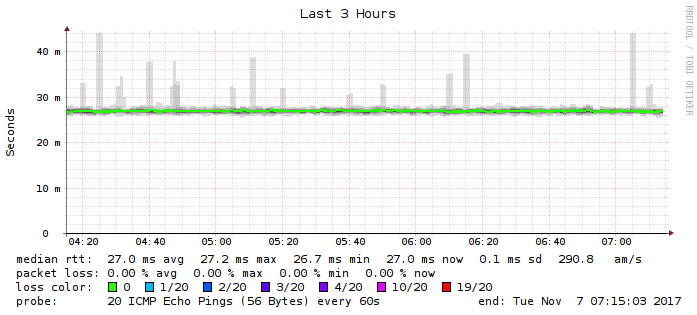 Last 3 Hours
RRDTOOL / TOBI OETIKER
Seconds
40 m
30 m
20 m
10 m
0
04:20 04:40 05:00 05:20 05:40 06:00 06:20 06:40 07:00
median rtt: 27.0 ms avg 27.2 ms max 26.7 ms min 27.0 ms now 0.1 ms sd 290.8 am/s
packet loss: 0.00 % avg 0.00 % max 0.00 % min 0.00 % now
loss color: 0 1/20 2/20 3/20 4/20 10/20 19/20
probe: 20 ICMP Echo Pings (56 Bytes) every 60s end: Tue Nov 7 07:15:03 2017